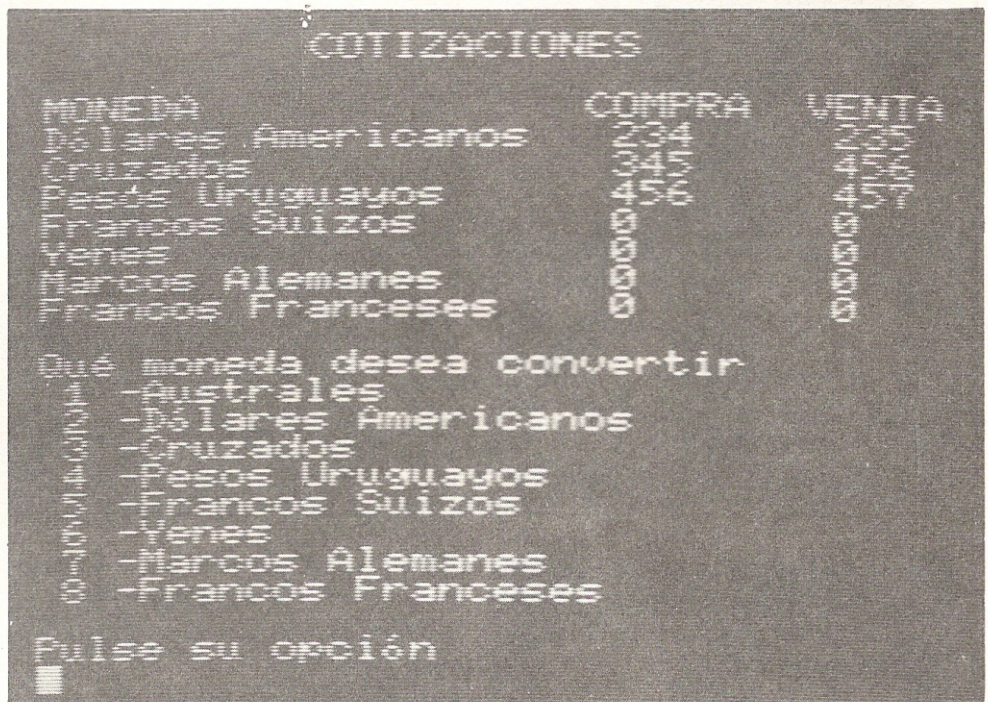 COTIZACIONES
MONEDA COMPRA VENTA
Dólares Americanos 234 235
Cruzados 345 456
Pesos Uruguayos 456 457
Francos Suizos 0 0
Yenes 0 0
Marcos Alemanes 0 0
Francos Franceses 0 0
Qué moneda desea convertir
1 -Australes
2 -Dólares Americanos
3 -Cruzados
4 -Pesos Uruguayos
5 -Francos Suizos
6 -Yenes
7 -Marcos Alemanes
8 -Francos Franceses
Pulse su opción